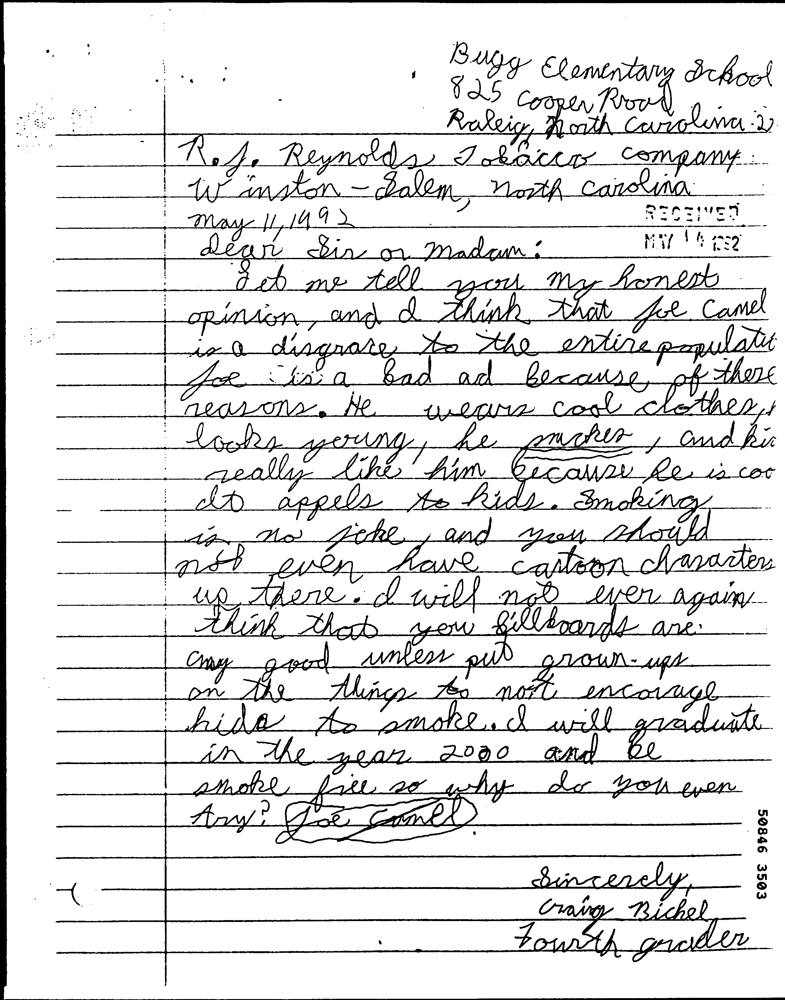 Bugg Elementary School
825 Cooper Road
Raleig, North Carolina 2
R.J. Reynolds Tobacco company
Winston-Salem, North Carolina
May 11, 1992
RECEIVED
MAY 14 1992
Dear Sir or Madam:
Let me tell you my honest
opinion, and I think that Joe Camel
is a disgrare to the entire populatio
Joe is a bad ad because of there
reasons. He wears cool clothes,
looks young, he smokes, and ki
really like him because he is coo
It appels to kids. Smoking
is no joke, and you should
not even have cartoon charanters
up there. I will not ever again
think that you billboards are
any good unless put grown-ups
on the things to nort encorage
kids to smoke. I will graduate
in the year 2000 and be
smoke free so why do you even
try? Joe Camel
50846 3503
Sincerely,
Craig Bichel
Fourth grader